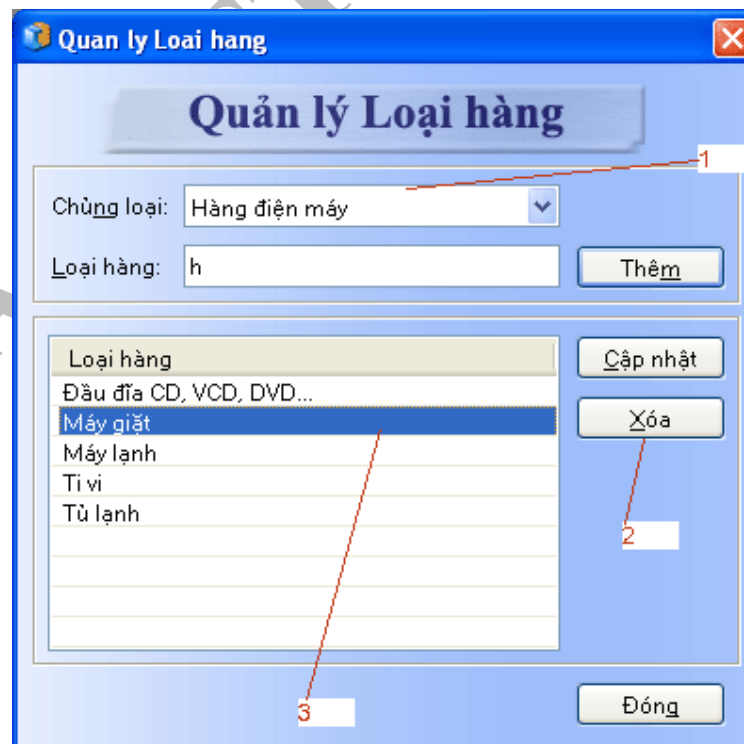 Quan ly Loai hang
Quản lý Loại hàng
1
Chủng loại: Hàng điện máy
Loại hàng: h Thêm
Loại hàng Cập nhật
Đầu đĩa CD, VCD, DVD...
Máy giặt Xóa
Máy lạnh
Ti vi
Tủ lạnh
2
3
Đóng